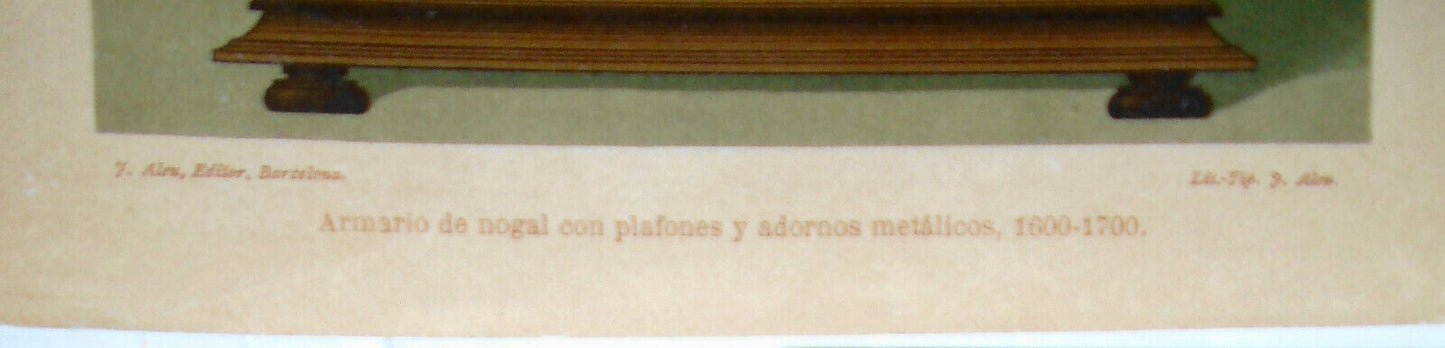 J. Aleu, Editor, Barcelona.
Lit.-Tip. J. Aleu.
Armario de nogal con plafones y adornos metálicos, 1600-1700.